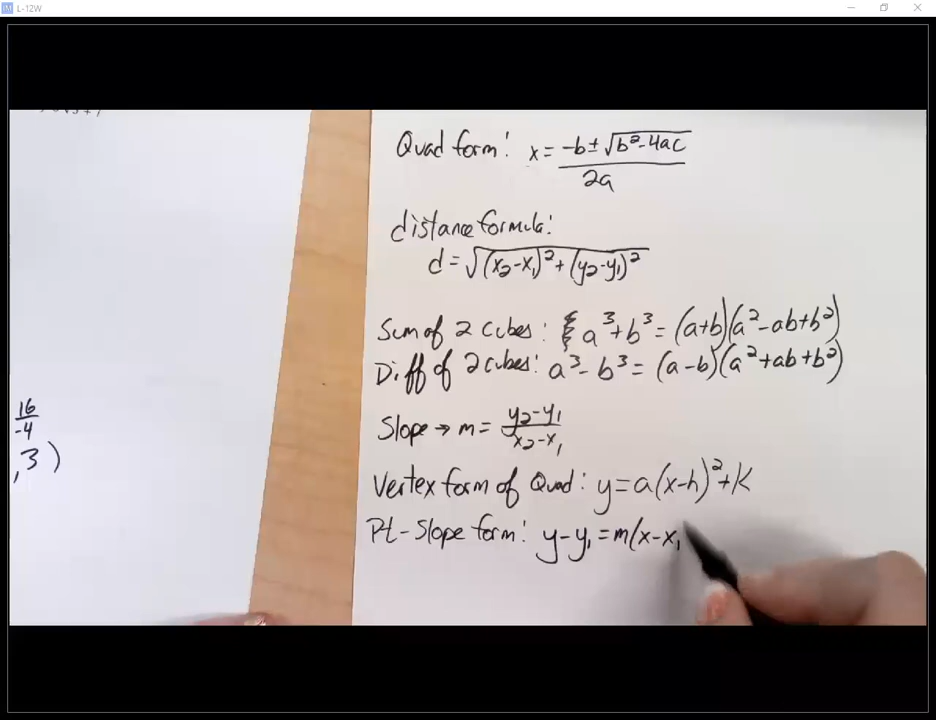 L-12W
Quad form: x = (-b ± √(b² - 4ac)) / 2a
distance formula:
d = √((x₂ - x₁)² + (y₂ - y₁)²)
Sum of 2 cubes: a³ + b³ = (a+b)(a² - ab + b²)
Diff of 2 cubes: a³ - b³ = (a-b)(a² + ab + b²)
Slope → m = (y₂ - y₁) / (x₂ - x₁)
Vertex form of Quad: y = a(x-h)² + k
Pt-Slope form: y - y₁ = m(x - x₁
16
-4
, 3)